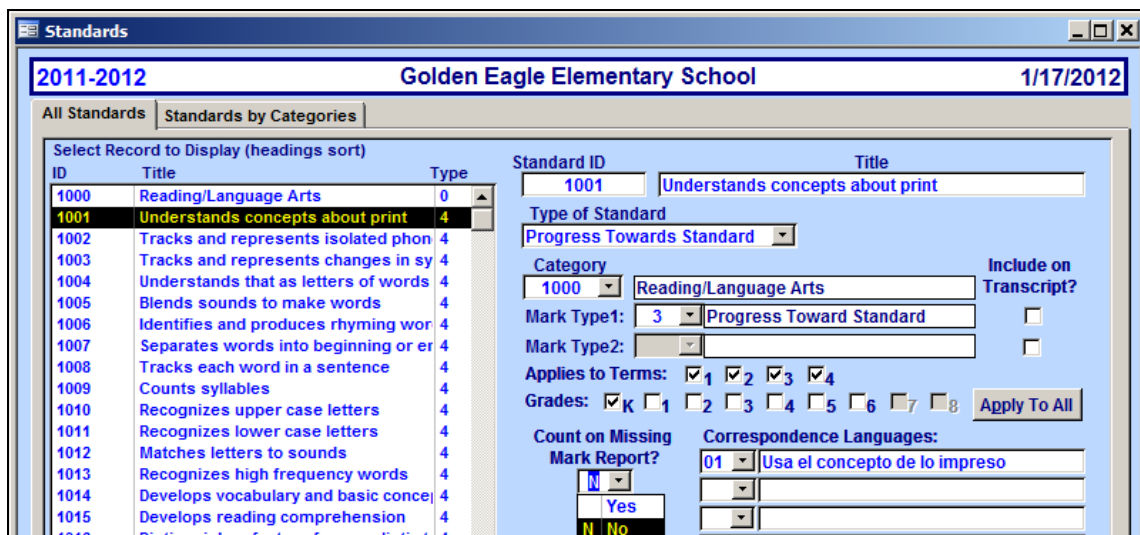 Standards
2011-2012 Golden Eagle Elementary School 1/17/2012
All Standards Standards by Categories
Select Record to Display (headings sort)
ID Title Type
1000 Reading/Language Arts 0
1001 Understands concepts about print 4
1002 Tracks and represents isolated phon 4
1003 Tracks and represents changes in sy 4
1004 Understands that as letters of words 4
1005 Blends sounds to make words 4
1006 Identifies and produces rhyming wor 4
1007 Separates words into beginning or er 4
1008 Tracks each word in a sentence 4
1009 Counts syllables 4
1010 Recognizes upper case letters 4
1011 Recognizes lower case letters 4
1012 Matches letters to sounds 4
1013 Recognizes high frequency words 4
1014 Develops vocabulary and basic concep 4
1015 Develops reading comprehension 4
Standard ID Title
1001 Understands concepts about print
Type of Standard
Progress Towards Standard
Category Include on
1000 Reading/Language Arts Transcript?
Mark Type1: 3 Progress Toward Standard
Mark Type2:
Applies to Terms: 1 2 3 4
Grades: K 1 2 3 4 5 6 7 8 Apply To All
Count on Missing Correspondence Languages:
Mark Report? 01 Usa el concepto de lo impreso
N
Yes
N No